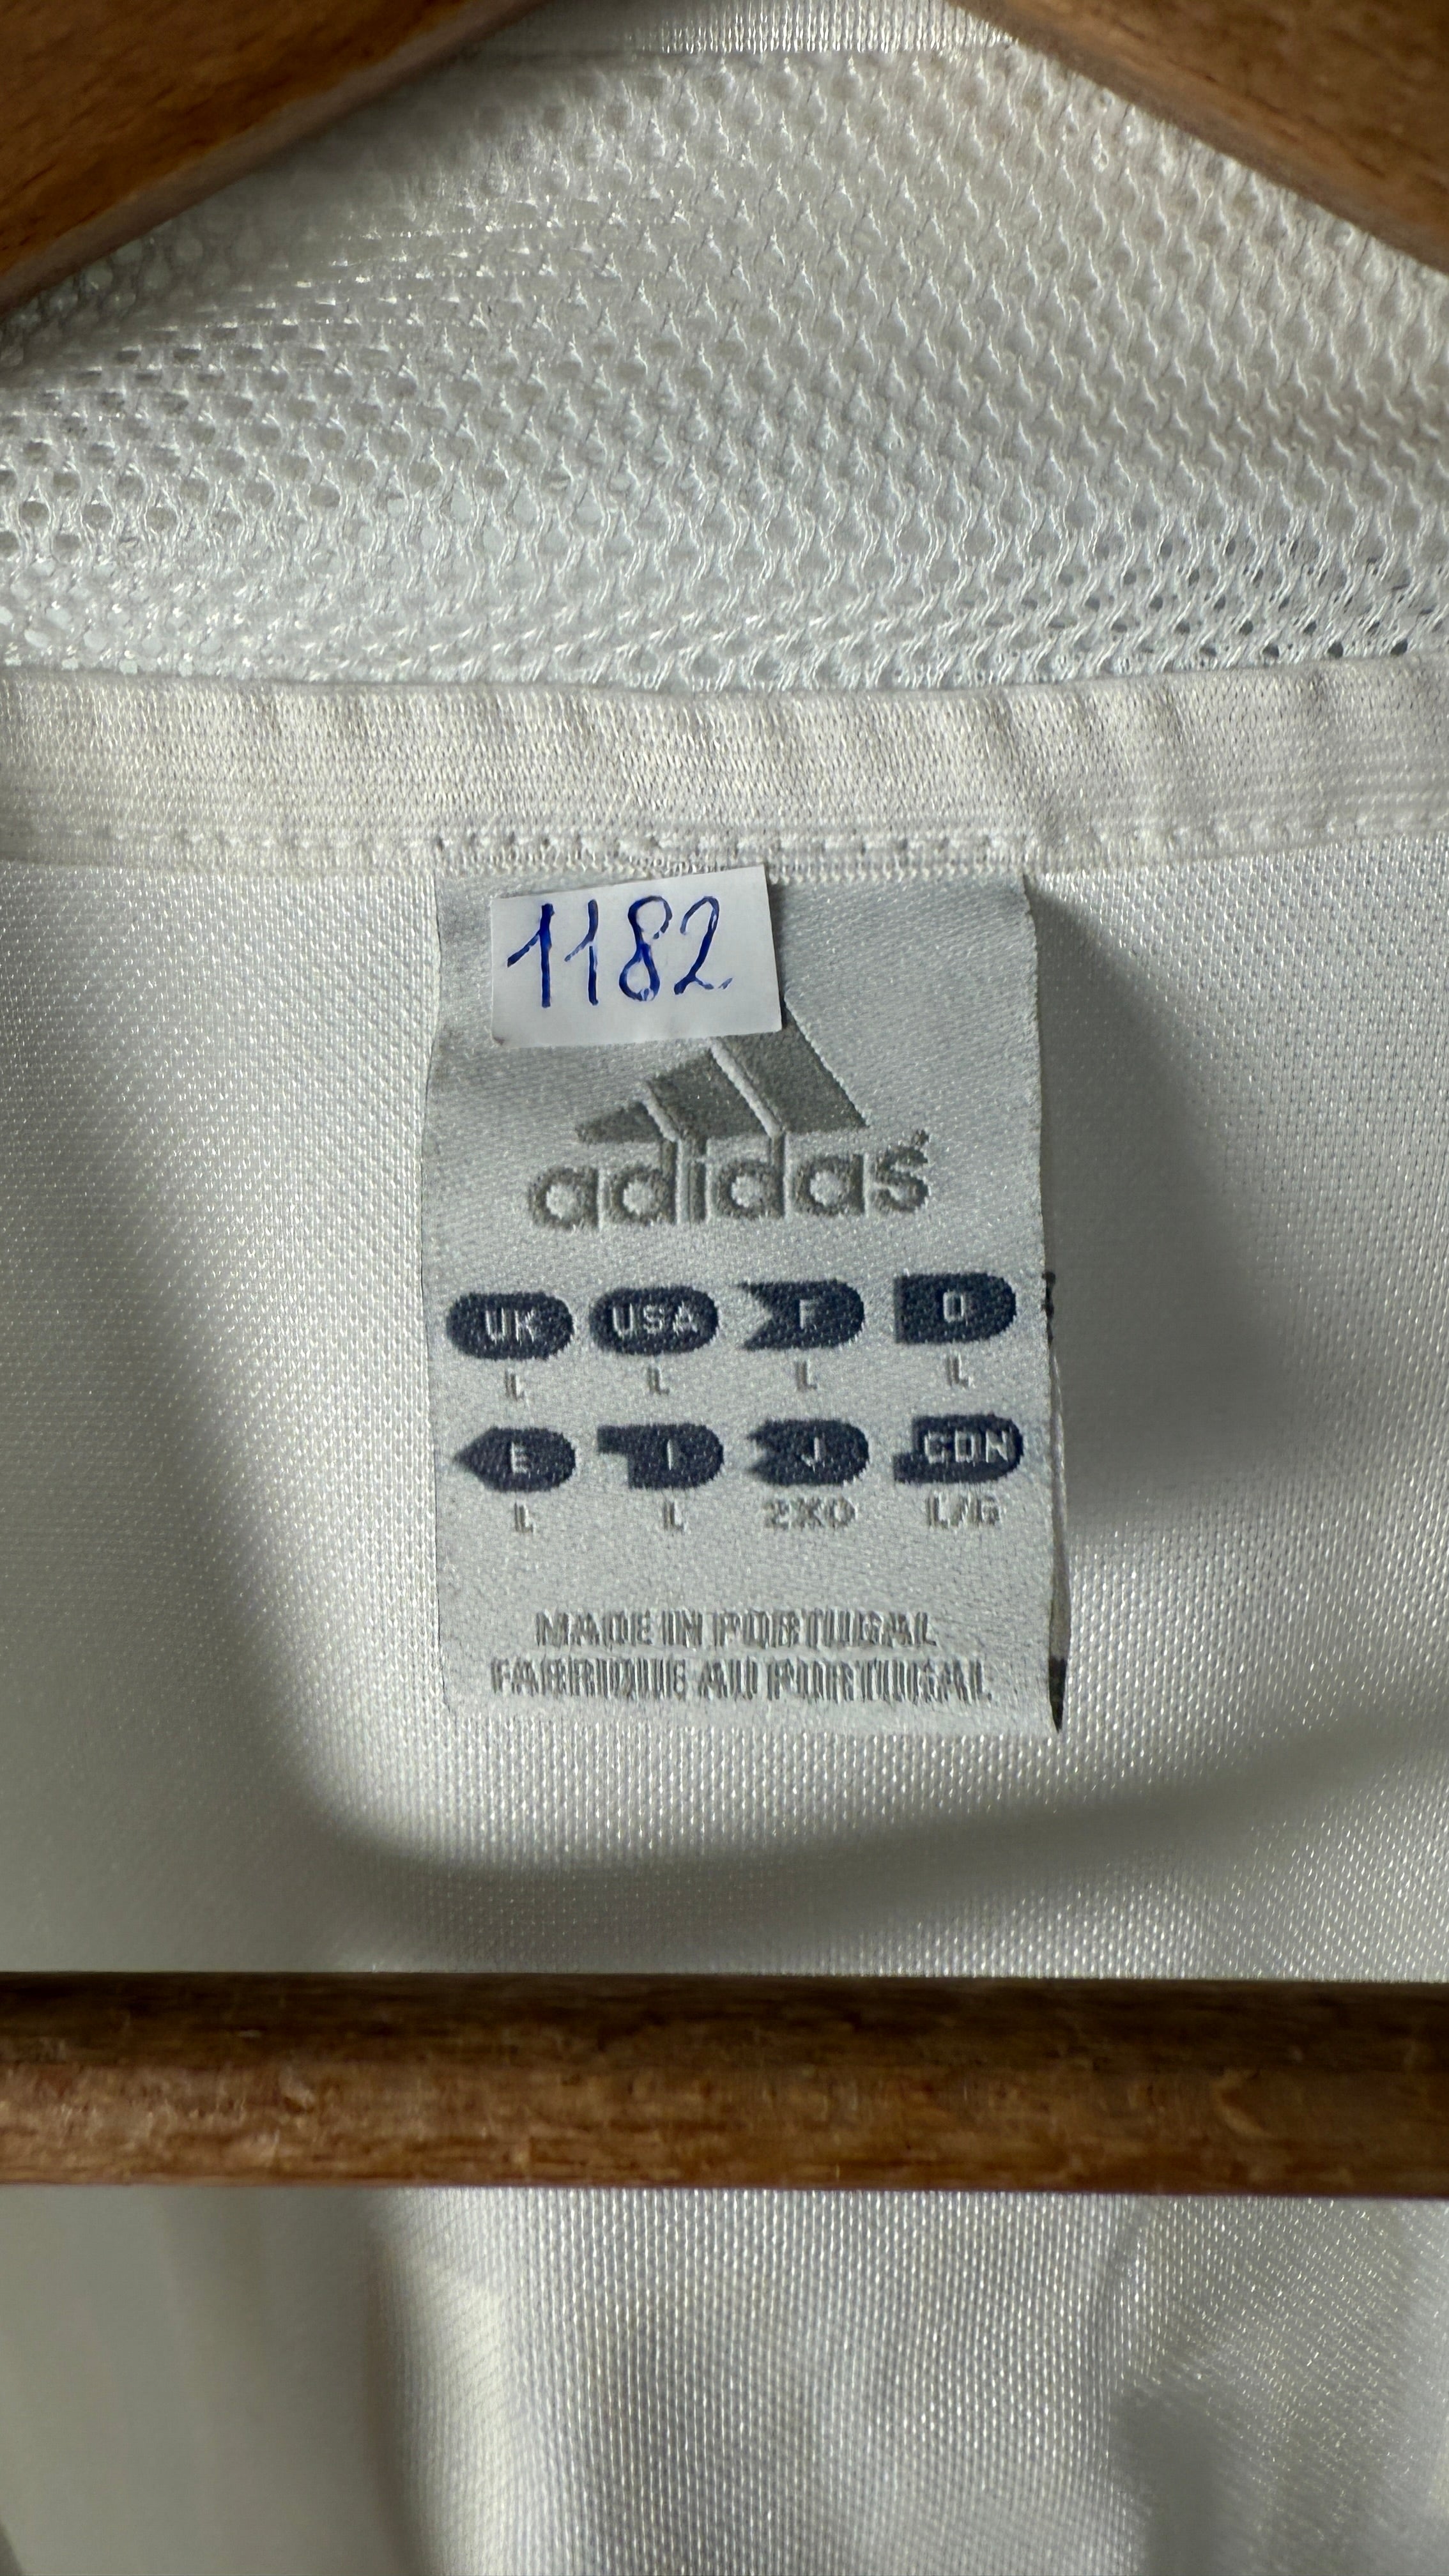 1182
adidas®
UK USA F D
L L L L
E I J CDN
L L 2XO L/G
MADE IN PORTUGAL
FABRIQUE AU PORTUGAL